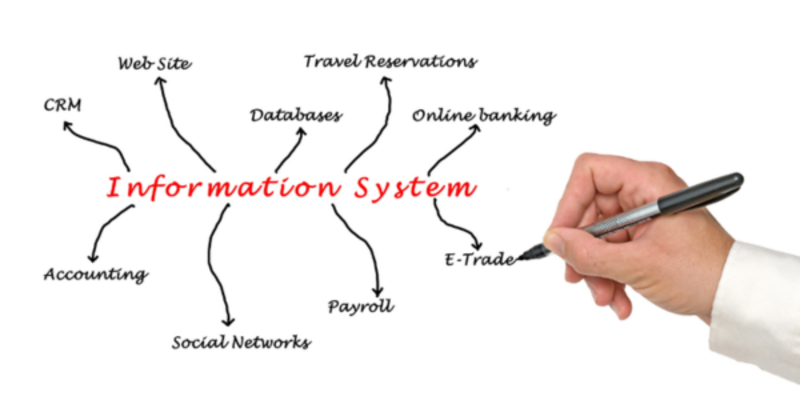 Web Site
Travel Reservations
CRM
Databases
Online banking
Information System
E-Trade
Accounting
Payroll
Social Networks